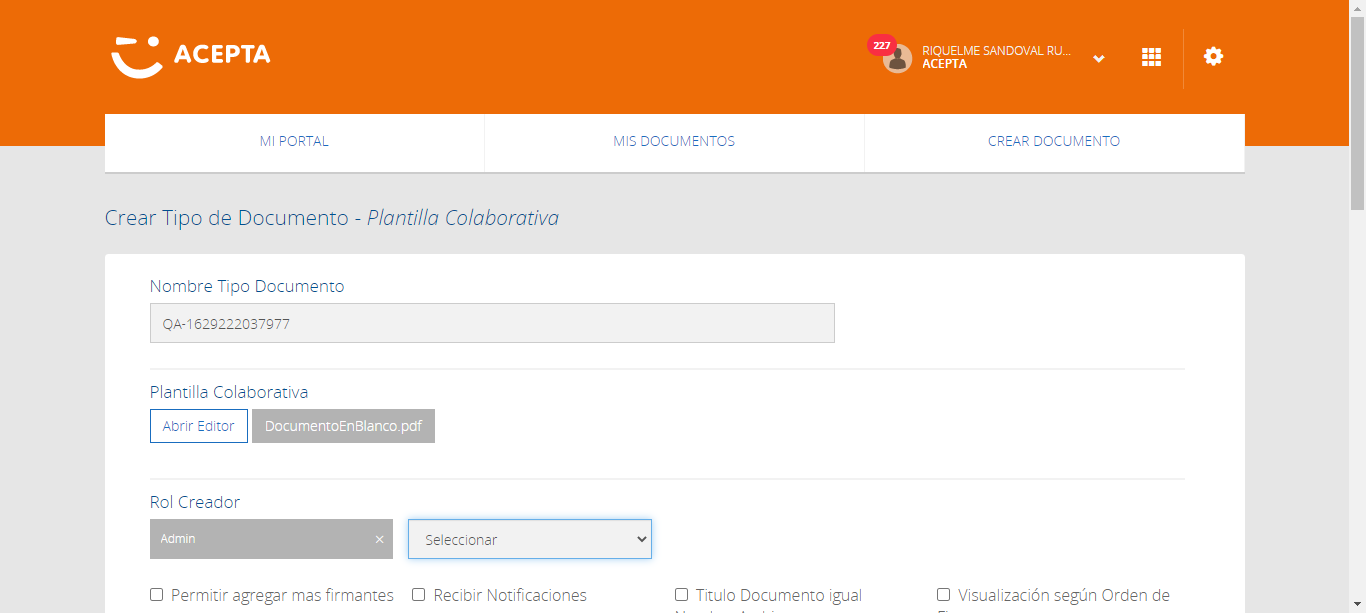 ACEPTA
227
RIQUELME SANDOVAL RU...
ACEPTA
MI PORTAL
MIS DOCUMENTOS
CREAR DOCUMENTO
Crear Tipo de Documento - Plantilla Colaborativa
Nombre Tipo Documento
QA-1629222037977
Plantilla Colaborativa
Abrir Editor
DocumentoEnBlanco.pdf
Rol Creador
Admin ×
Seleccionar
Permitir agregar mas firmantes
Recibir Notificaciones
Titulo Documento igual
Visualización según Orden de